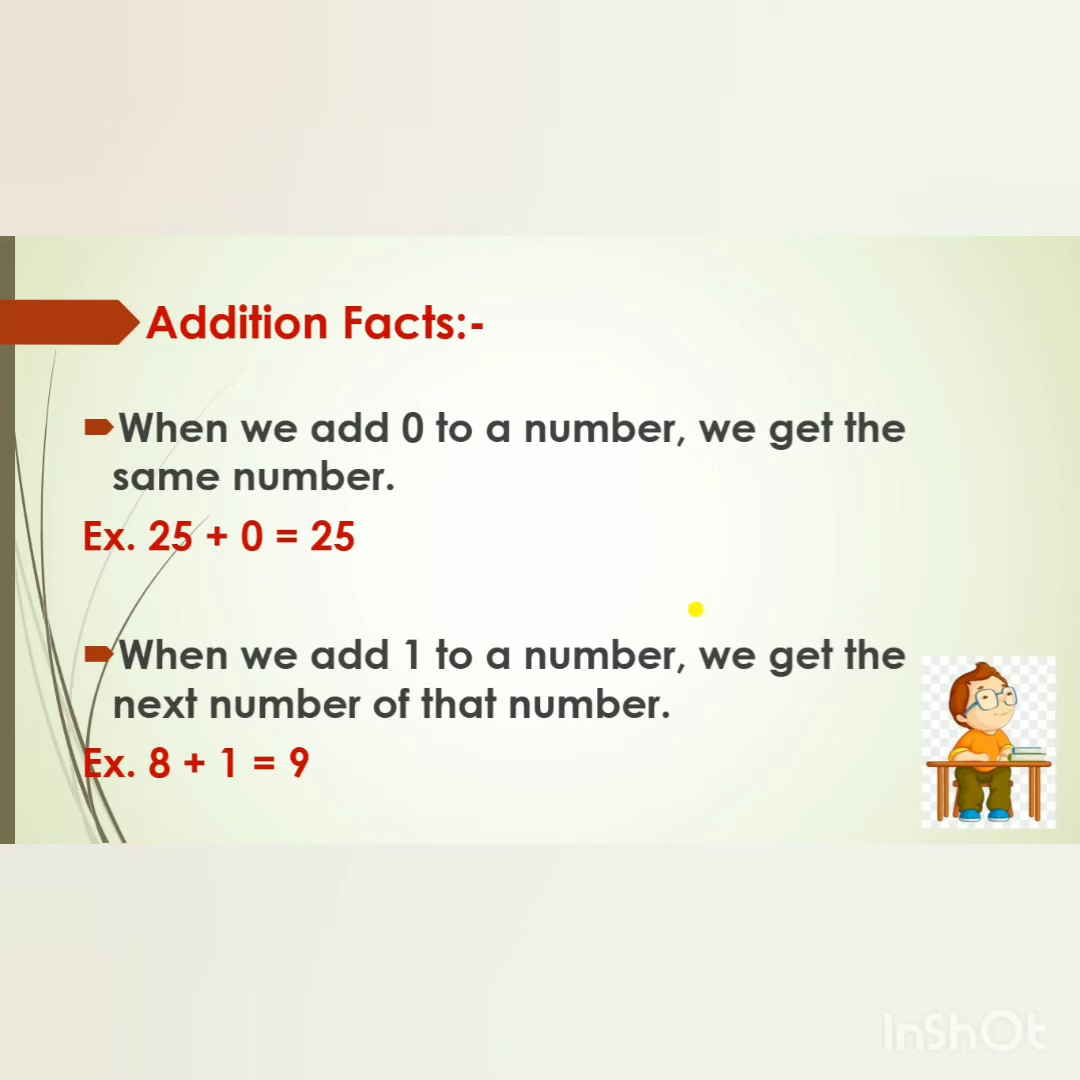 Addition Facts:-
When we add 0 to a number, we get the
same number.
Ex. 25 + 0 = 25
When we add 1 to a number, we get the
next number of that number.
Ex. 8 + 1 = 9
InShOt